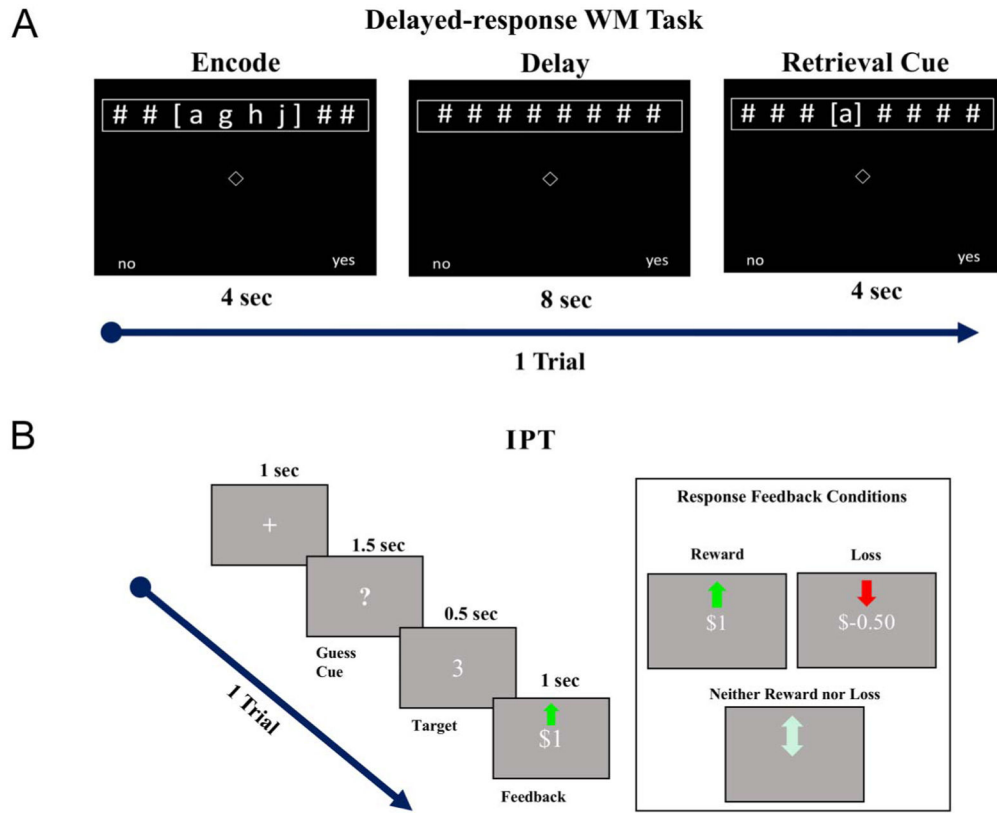 A
Delayed-response WM Task
Encode
Delay
Retrieval Cue
# # [ a g h j ] # #
# # # # # # # #
# # # [a] # # # #
no
yes
no
yes
no
yes
4 sec
8 sec
4 sec
1 Trial
B
IPT
1 sec
1.5 sec
?
Guess
Cue
0.5 sec
3
Target
1 sec
$1
Feedback
1 Trial
Response Feedback Conditions
Reward
Loss
$1
$-0.50
Neither Reward nor Loss